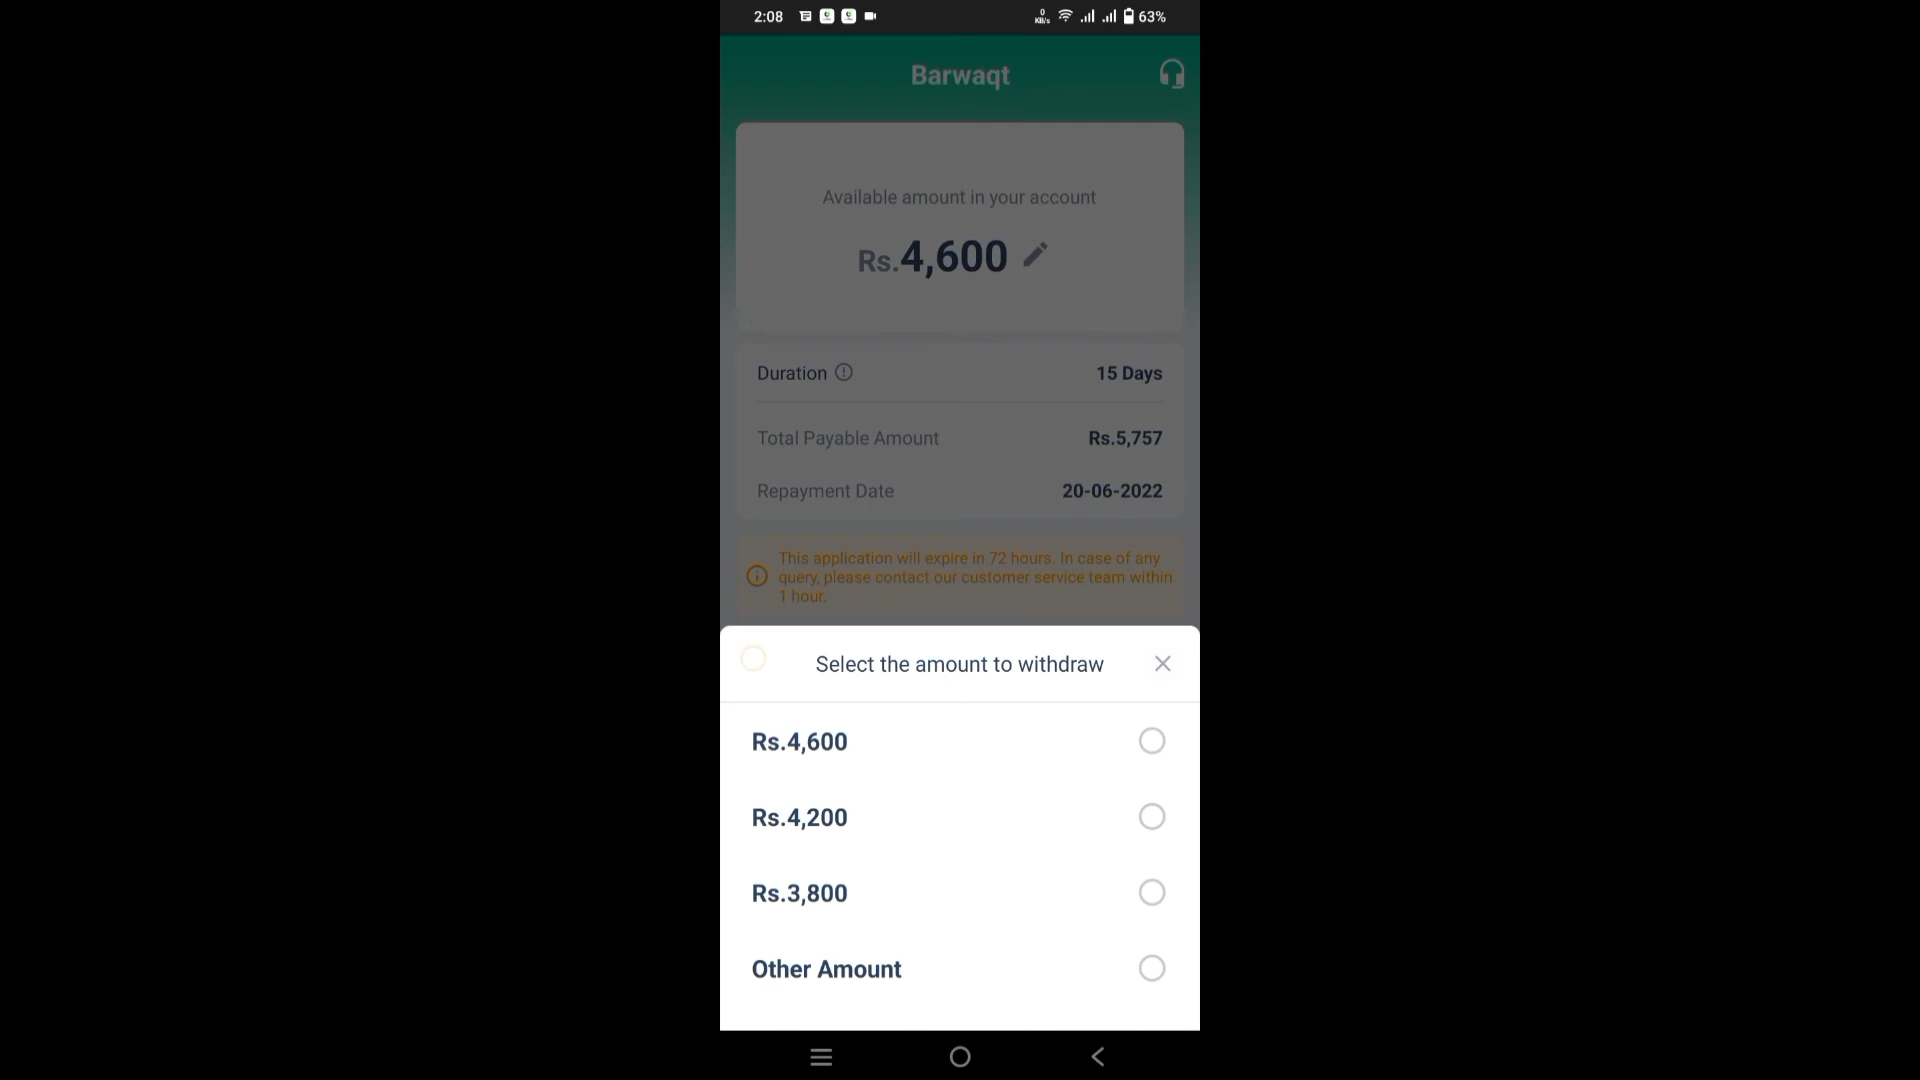 2:08
0 KB/s
63%
Barwaqt
Available amount in your account
Rs.4,600
Duration
15 Days
Total Payable Amount
Rs.5,757
Repayment Date
20-06-2022
This application will expire in 72 hours. In case of any
query, please contact our customer service team within
1 hour.
Select the amount to withdraw
Rs.4,600
Rs.4,200
Rs.3,800
Other Amount